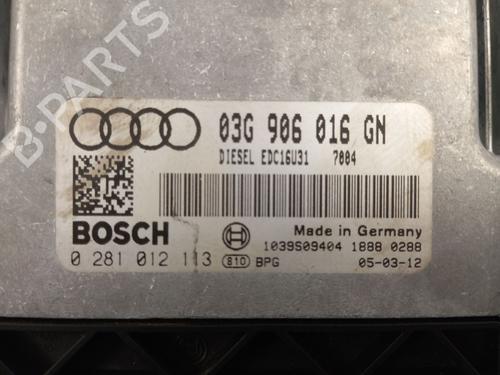 B-PARTS
03G 906 016 GN
DIESEL EDC16U31 7004
BOSCH
Made in Germany
1039S09404 1888 0288
0 281 012 113 810 BPG 05-03-12